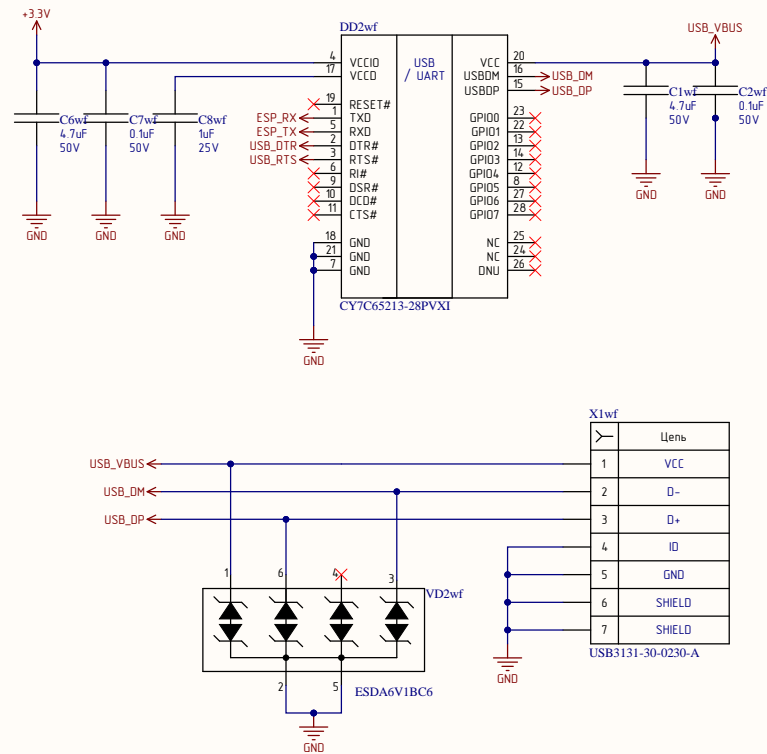 +3.3V
DD2wf
USB_VBUS
4 VCCIO USB VCC 20
17 VCCD / UART USBDM 16 USB_DM
USBDP 15 USB_DP
19 RESET#
ESP_RX 1 TXD GPIO0 23
ESP_TX 5 RXD GPIO1 22
USB_DTR 2 DTR# GPIO2 13
USB_RTS 3 RTS# GPIO3 14
6 RI# GPIO4 12
9 DSR# GPIO5 8
10 DCD# GPIO6 27
11 CTS# GPIO7 28
18 GND NC 25
21 GND NC 24
7 GND DNU 26
CY7C65213-28PVXI
C6wf
4.7uF
50V
C7wf
0.1uF
50V
C8wf
1uF
25V
C1wf
4.7uF
50V
C2wf
0.1uF
50V
GND
GND
GND
GND
GND
GND
X1wf
Цепь
USB_VBUS 1 VCC
USB_DM 2 D-
USB_DP 3 D+
4 ID
5 GND
6 SHIELD
7 SHIELD
USB3131-30-0230-A
GND
1 6 4 3
VD2wf
2 5
ESDA6V1BC6
GND